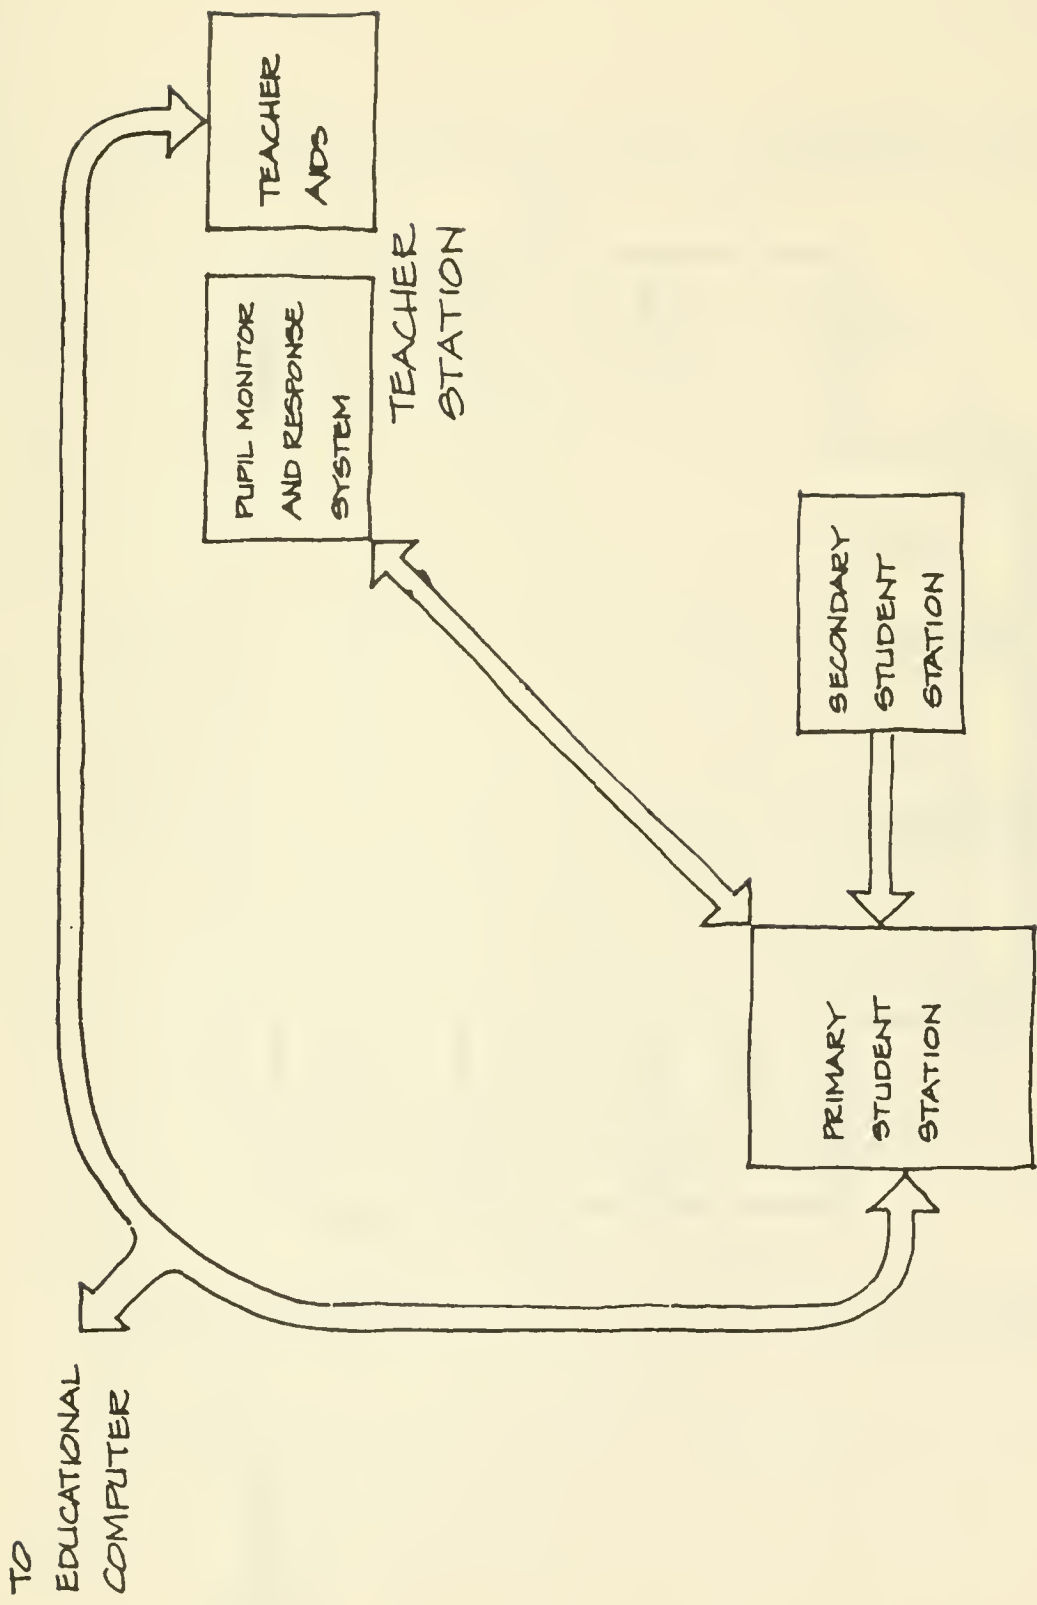 TO
EDUCATIONAL
COMPUTER
TEACHER
AIDS
PUPIL MONITOR
AND RESPONSE
SYSTEM
TEACHER
STATION
SECONDARY
STUDENT
STATION
PRIMARY
STUDENT
STATION